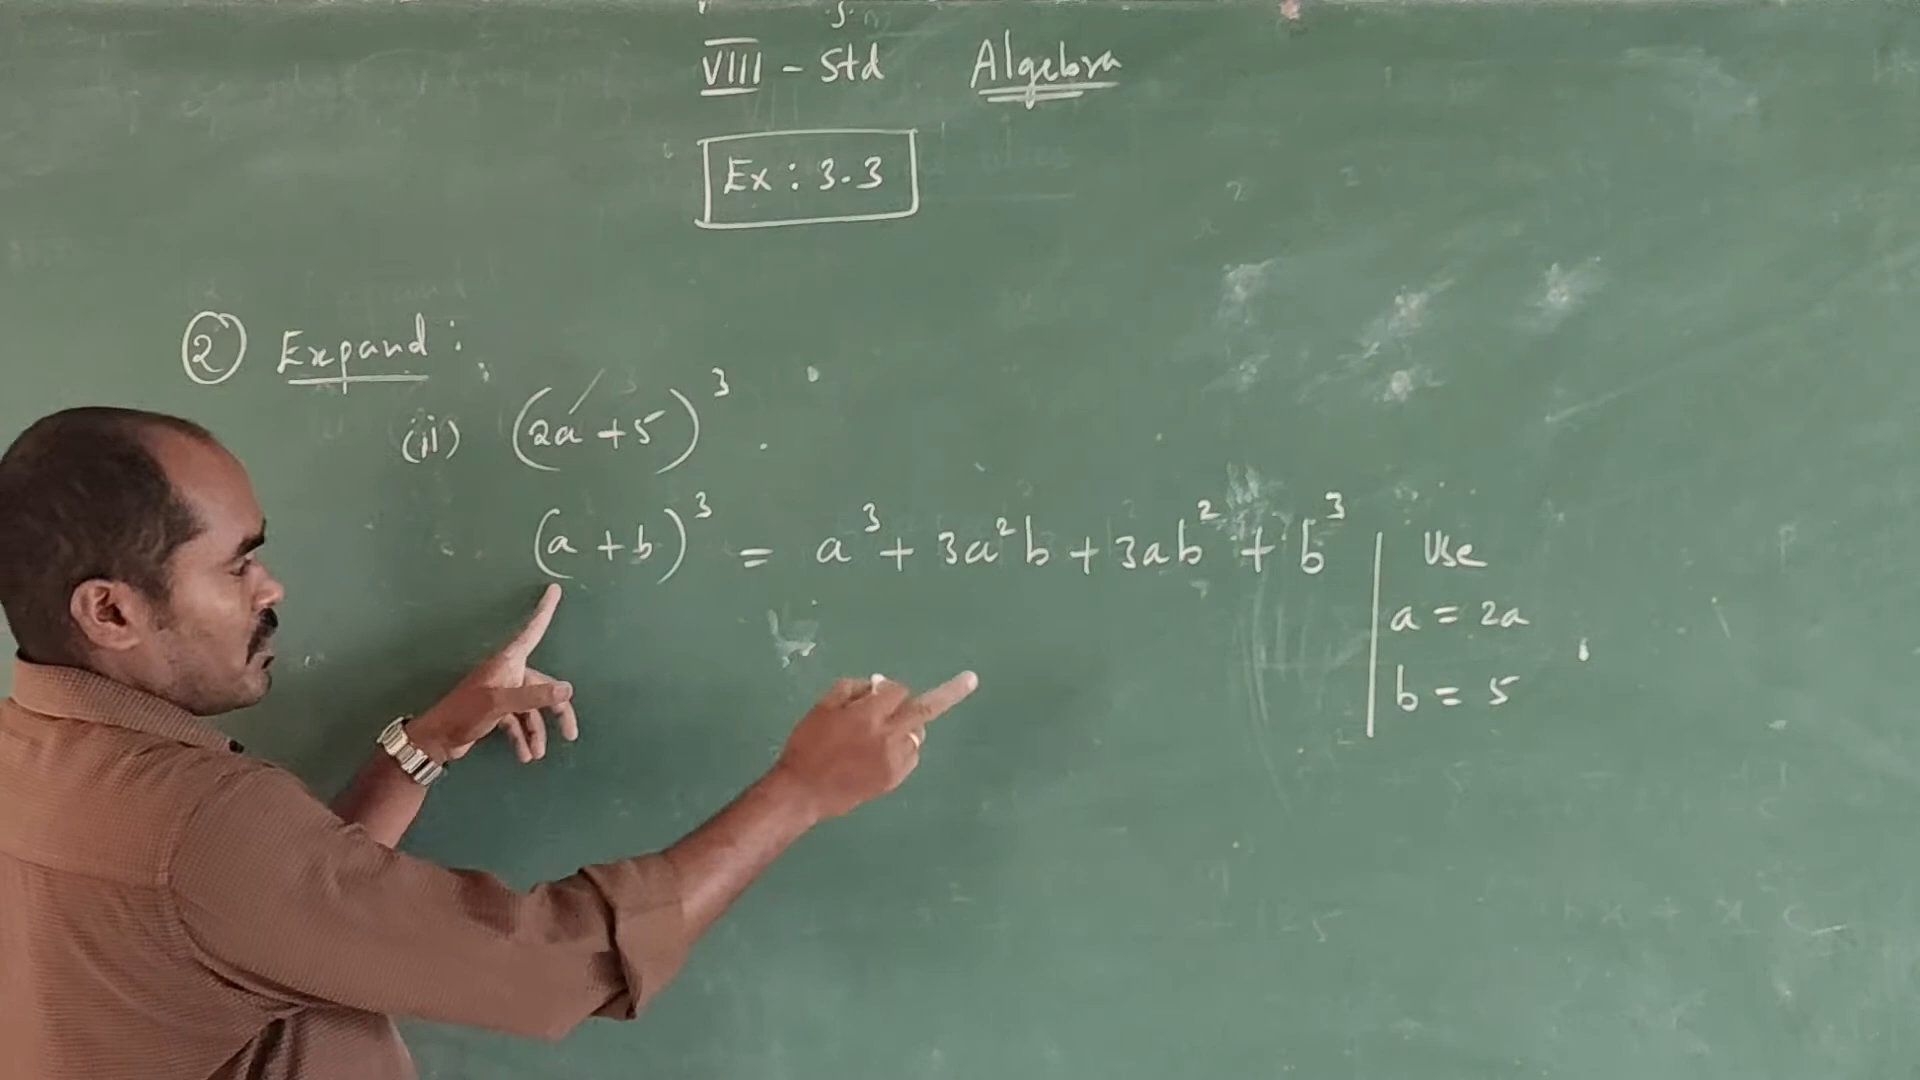 VIII - Std Algebra
Ex : 3.3
② Expand :
(ii) (2a + 5)³
(a + b)³ = a³ + 3a²b + 3ab² + b³
Use
a = 2a
b = 5